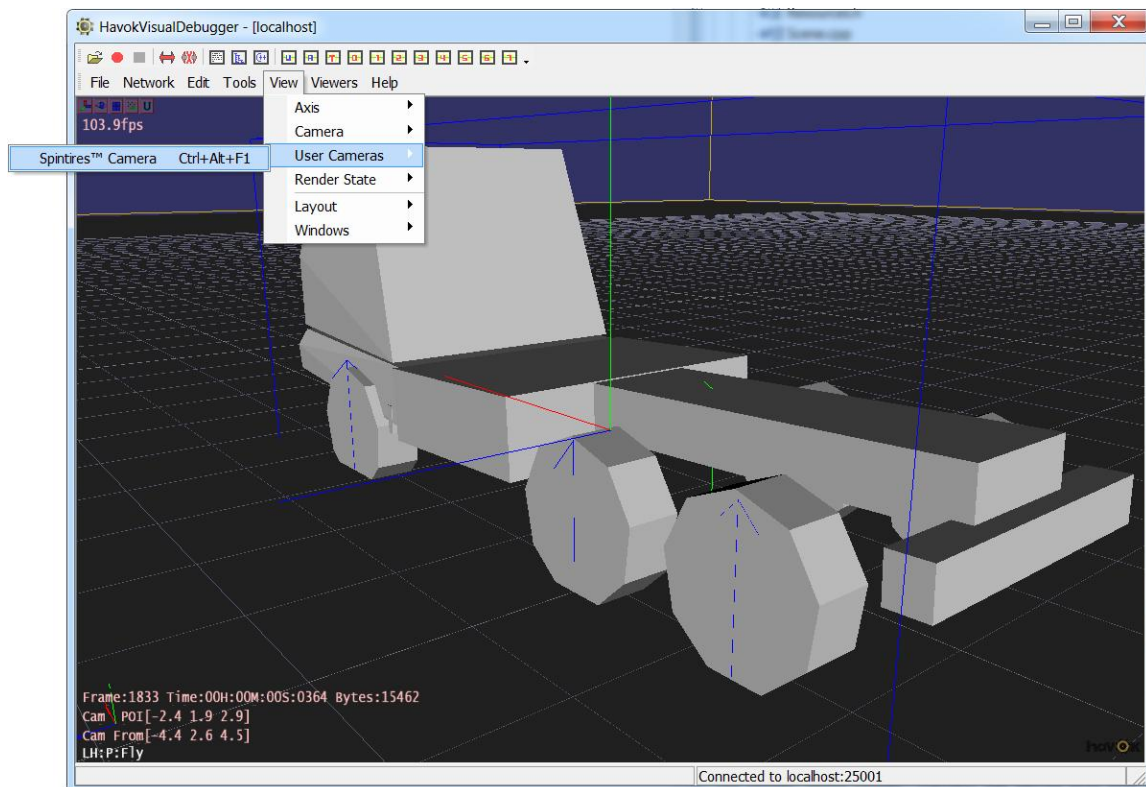 HavokVisualDebugger - [localhost]
File Network Edit Tools View Viewers Help
103.9fps
Axis
Camera
Spintires™ Camera Ctrl+Alt+F1
User Cameras
Render State
Layout
Windows
Frame:1833 Time:00H:00M:00S:0364 Bytes:15462
Cam POI[-2.4 1.9 2.9]
Cam From[-4.4 2.6 4.5]
LH:P:Fly
havok
Connected to localhost:25001